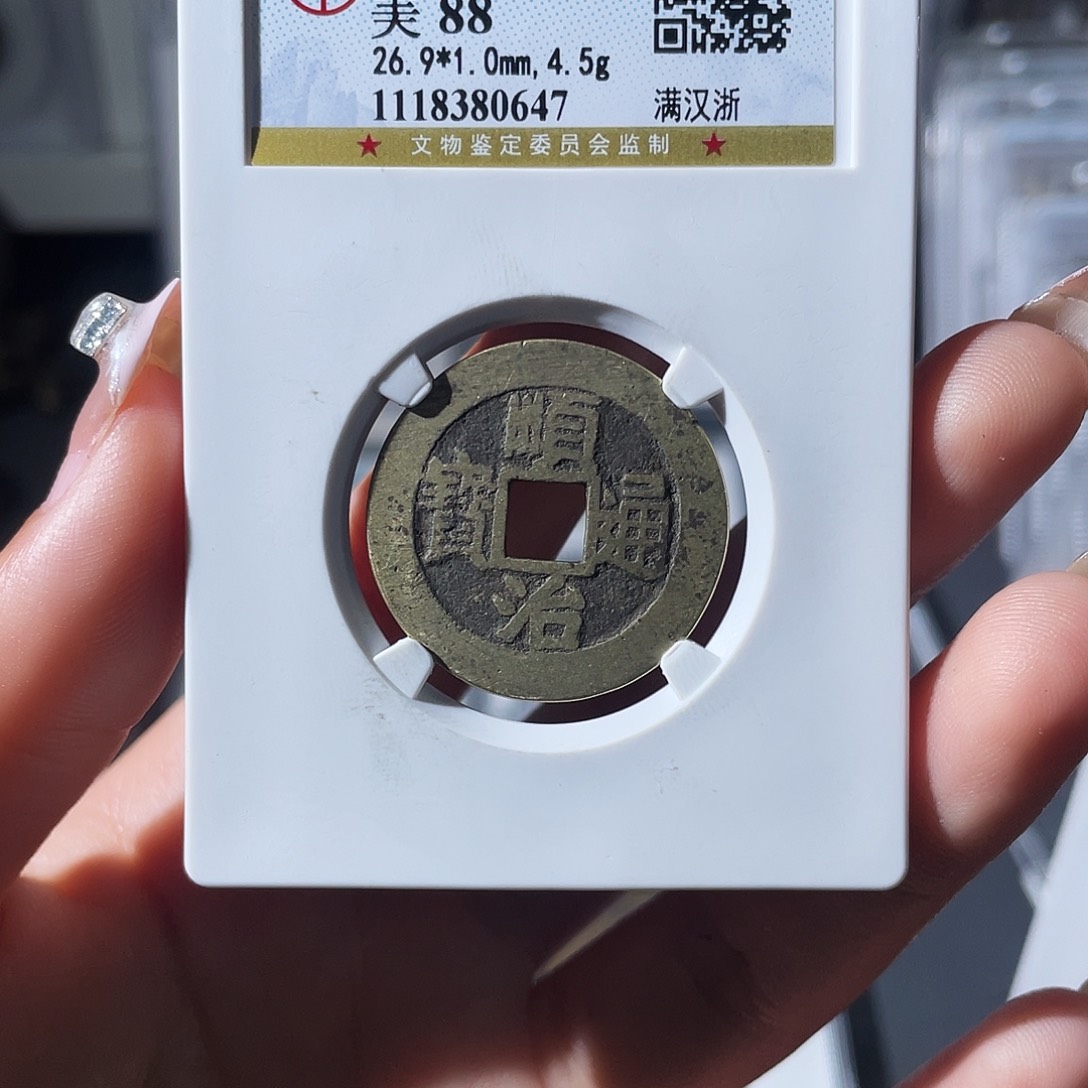 美 88
26.9*1.0mm, 4.5g
1118380647 满汉浙
★ 文物鉴定委员会监制 ★
順治通寶